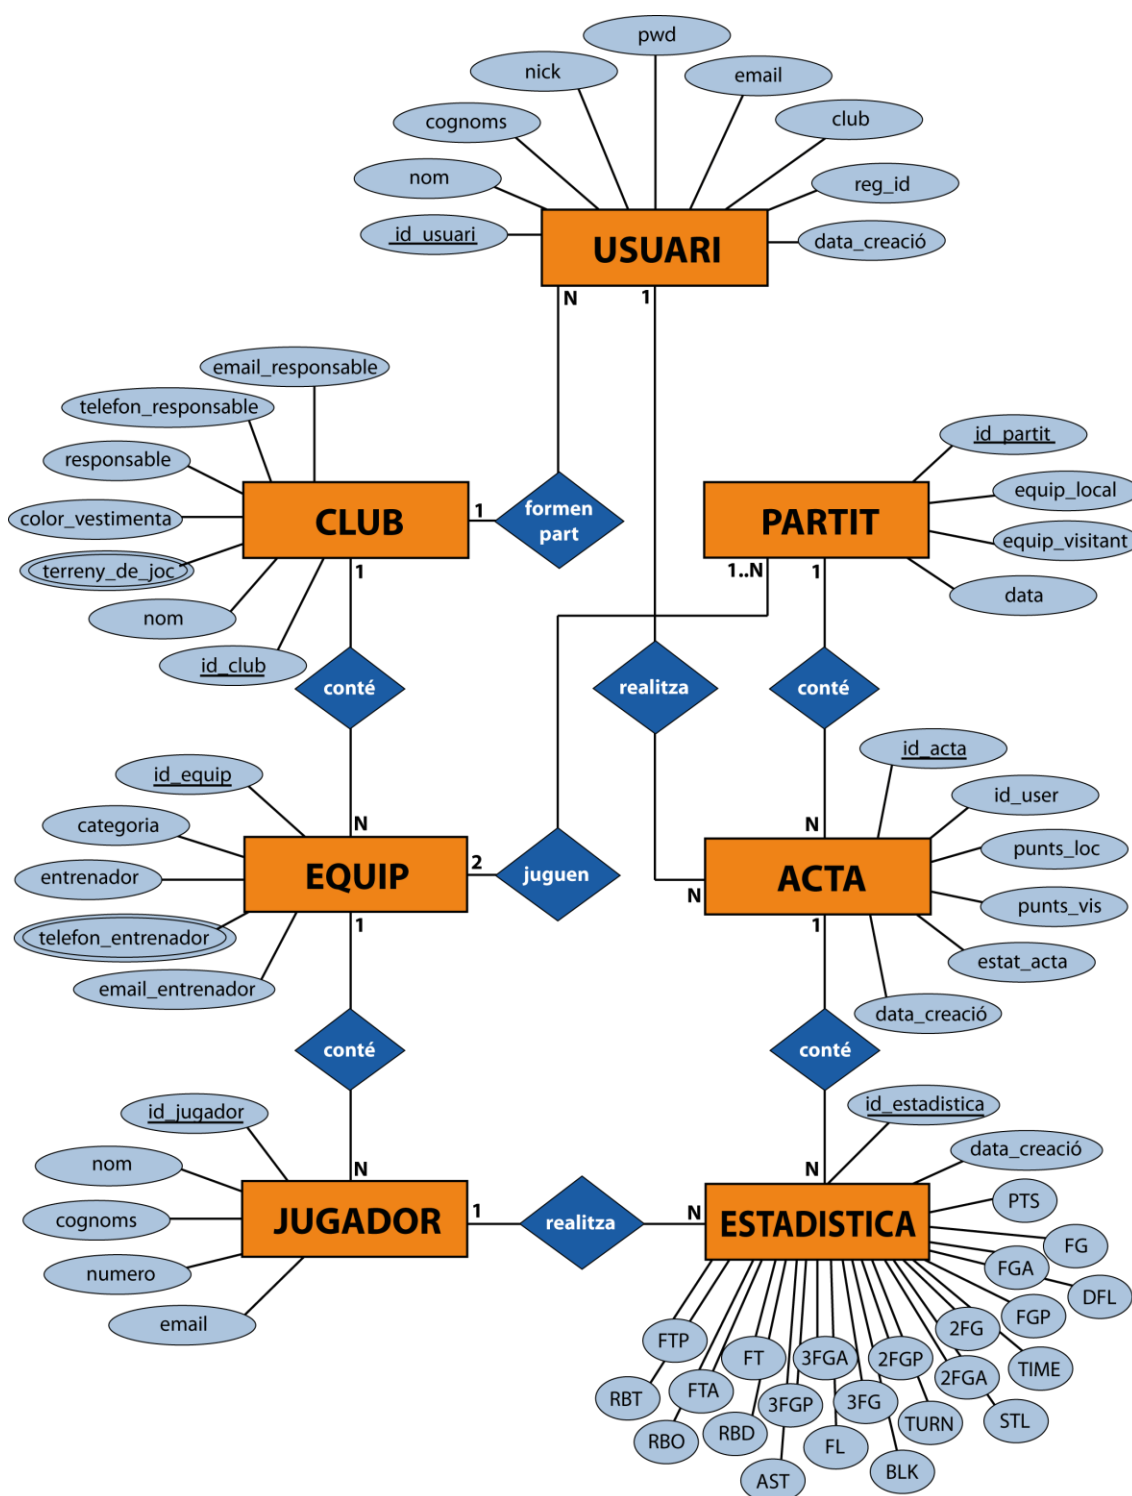 pwd
nick
email
cognoms
club
nom
reg_id
id_usuari
USUARI
data_creació
N
1
email_responsable
telefon_responsable
id_partit
responsable
equip_local
color_vestimenta
CLUB
1
formen
part
PARTIT
equip_visitant
terreny_de_joc
1
1..N
1
data
nom
id_club
conté
realitza
conté
id_equip
id_acta
id_user
categoria
N
N
punts_loc
entrenador
EQUIP
2
juguen
ACTA
N
punts_vis
telefon_entrenador
1
1
estat_acta
email_entrenador
data_creació
conté
conté
id_jugador
id_estadistica
nom
N
N
data_creació
PTS
cognoms
JUGADOR
1
realitza
N
ESTADISTICA
FG
numero
FGA
DFL
email
FGP
2FG
FTP
FT
3FGA
2FGP
TIME
RBT
FTA
3FGP
3FG
2FGA
RBO
RBD
FL
TURN
STL
AST
BLK